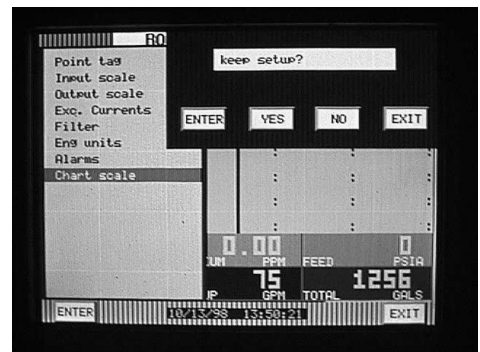 RO
Point tag
Input scale
Output scale
Exc. Currents
Filter
Eng units
Alarms
Chart scale
keep setup?
ENTER YES NO EXIT
0.00 0
UM PPM FEED PSIA
75 1256
UP GPM TOTAL GALS
ENTER 10/13/98 13:50:21 EXIT